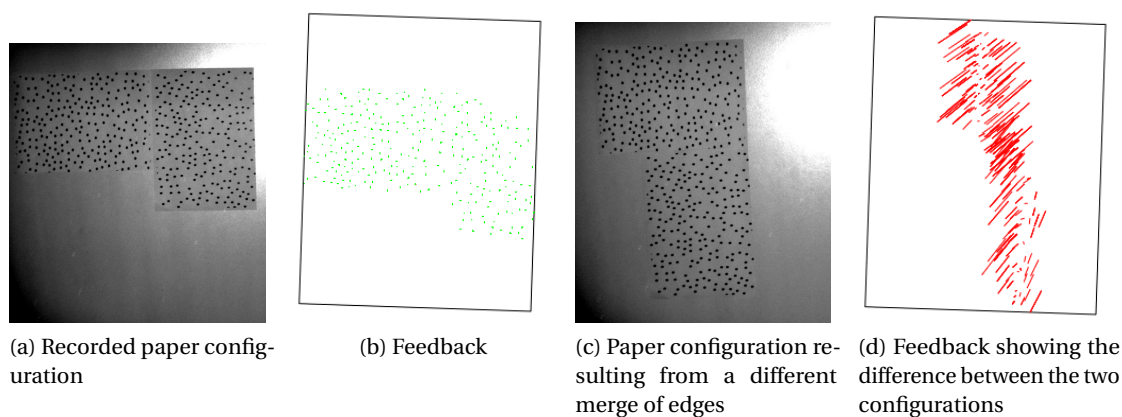 (a) Recorded paper config-
uration
(b) Feedback
(c) Paper configuration re-
sulting from a different
merge of edges
(d) Feedback showing the
difference between the two
configurations